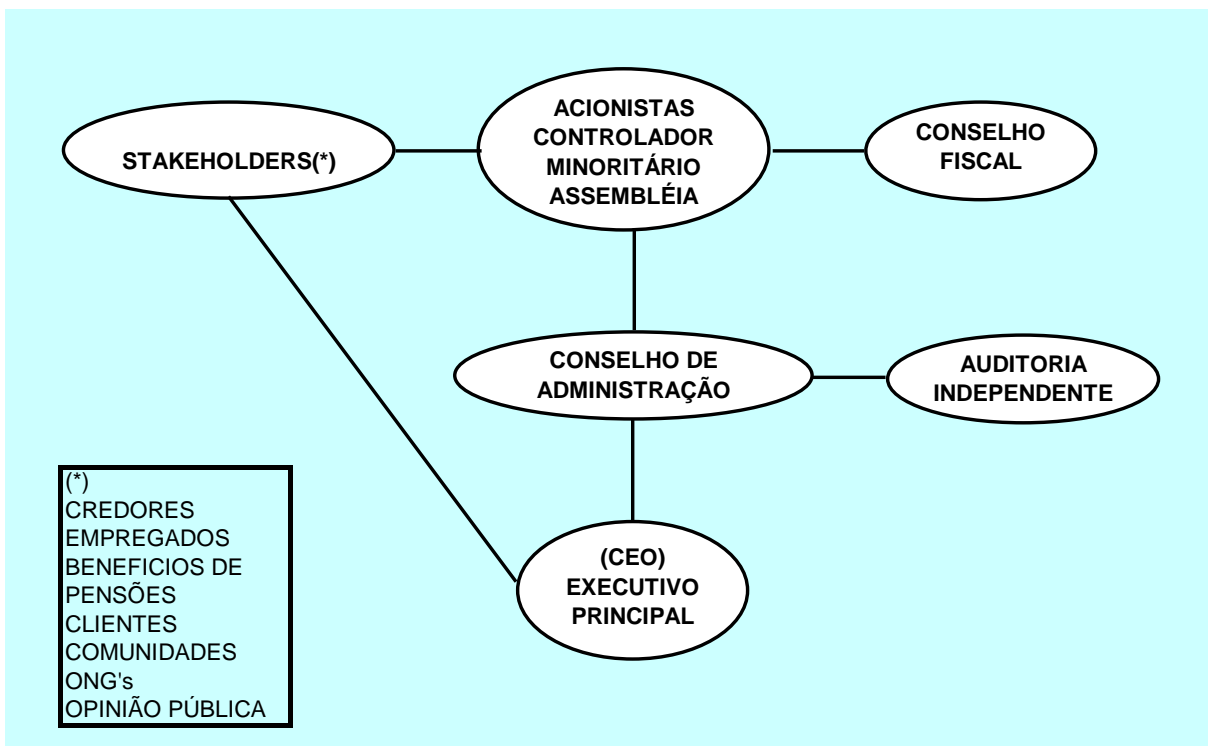 ACIONISTAS
CONTROLADOR
MINORITÁRIO
ASSEMBLÉIA
STAKEHOLDERS(*)
CONSELHO
FISCAL
CONSELHO DE
ADMINISTRAÇÃO
AUDITORIA
INDEPENDENTE
(CEO)
EXECUTIVO
PRINCIPAL
(*)
CREDORES
EMPREGADOS
BENEFICIOS DE
PENSÕES
CLIENTES
COMUNIDADES
ONG's
OPINIÃO PÚBLICA